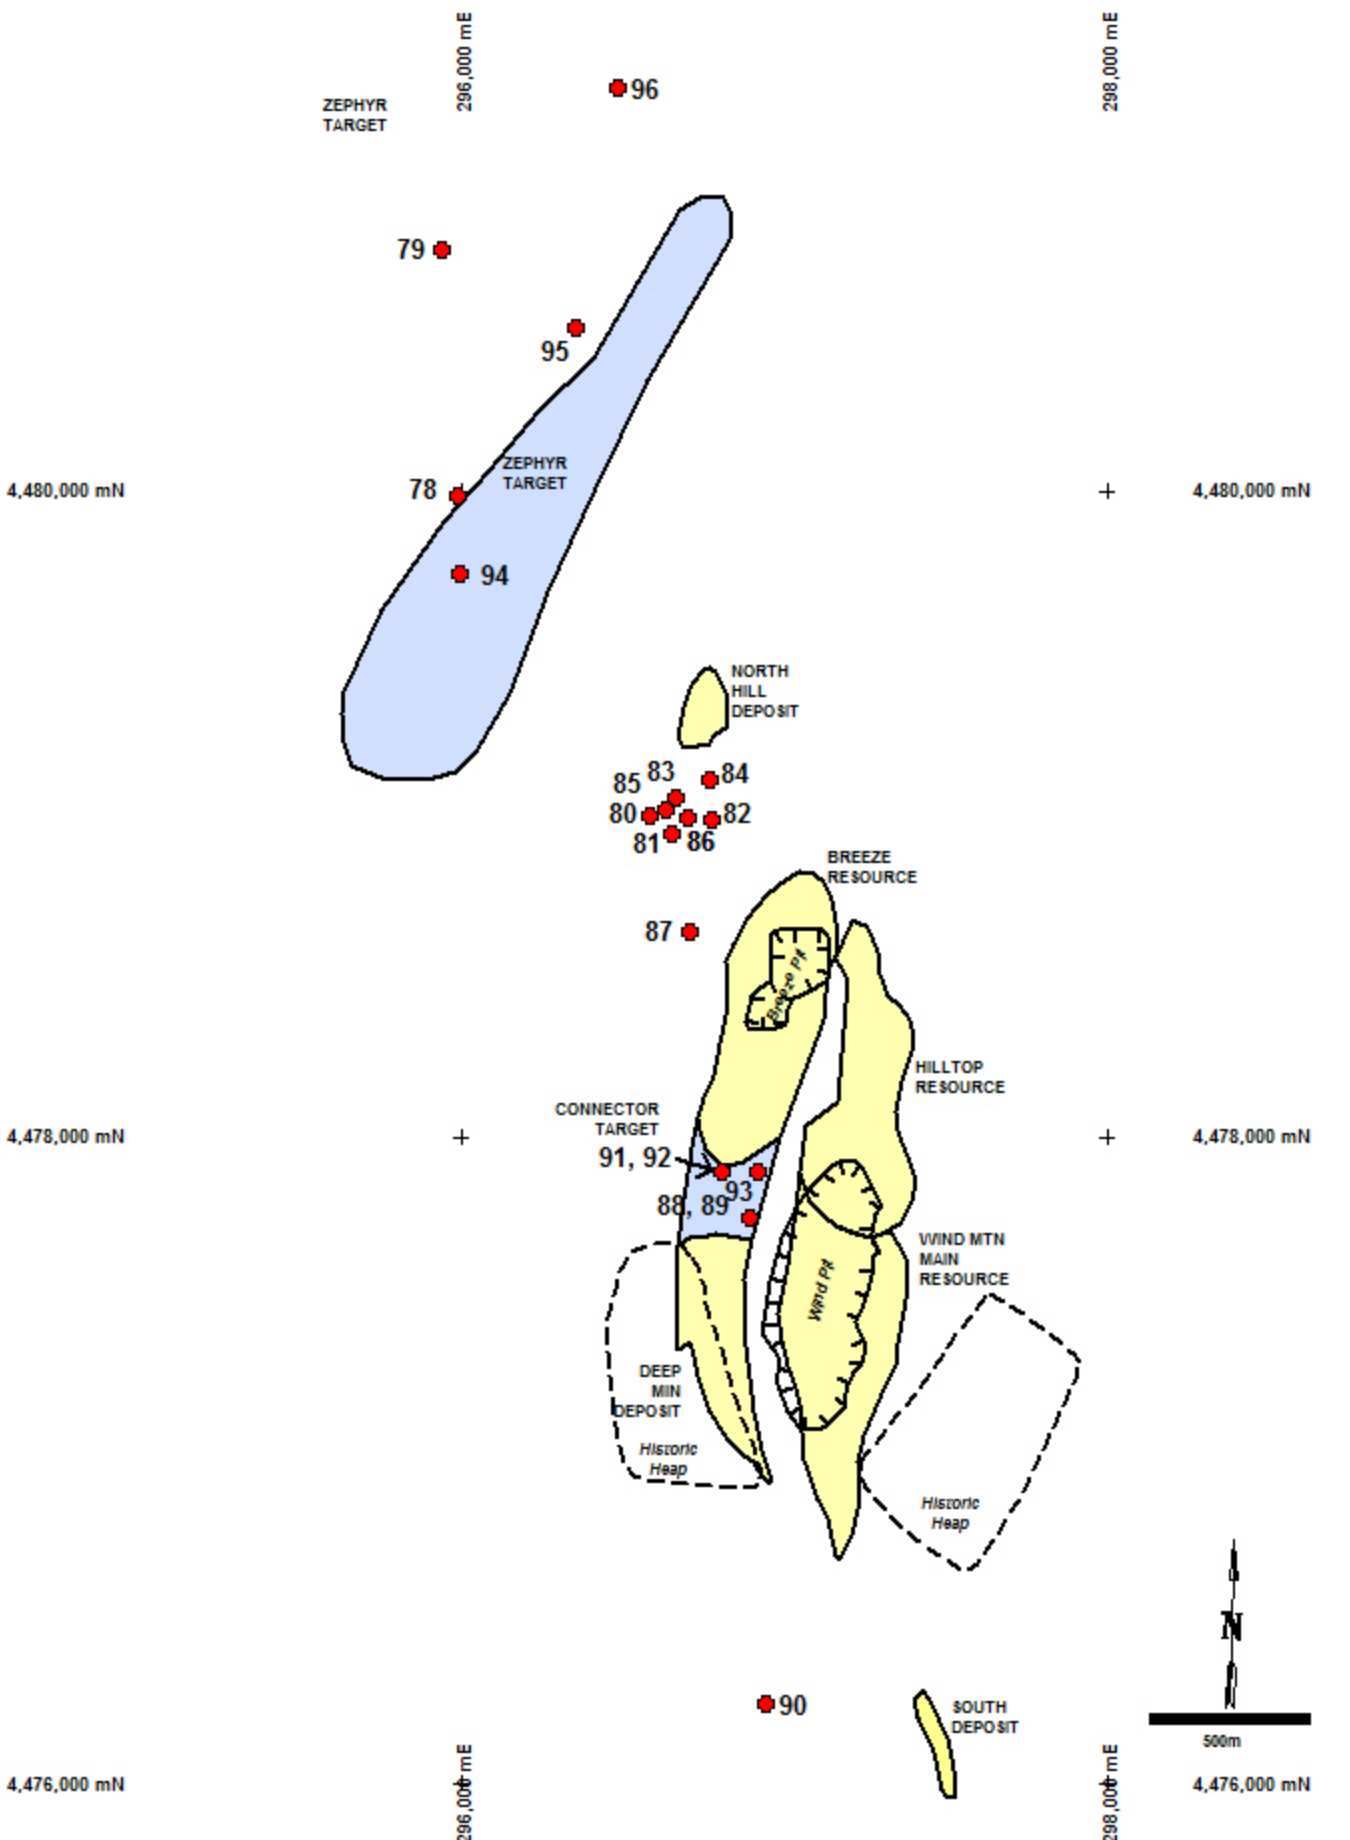 296,000 mE
298,000 mE
96
ZEPHYR
TARGET
79
95
ZEPHYR
TARGET
4,480,000 mN
78
4,480,000 mN
94
NORTH
HILL
DEPOSIT
85
83
84
80
82
81
86
BREEZE
RESOURCE
87
Breeze Pit
HILLTOP
RESOURCE
CONNECTOR
TARGET
4,478,000 mN
4,478,000 mN
91, 92
93
88, 89
WIND MTN
MAIN
RESOURCE
Wind Pit
DEEP
MIN
DEPOSIT
Historic
Heap
Historic
Heap
N
90
SOUTH
DEPOSIT
500m
4,476,000 mN
296,000 mE
298,000 mE
4,476,000 mN